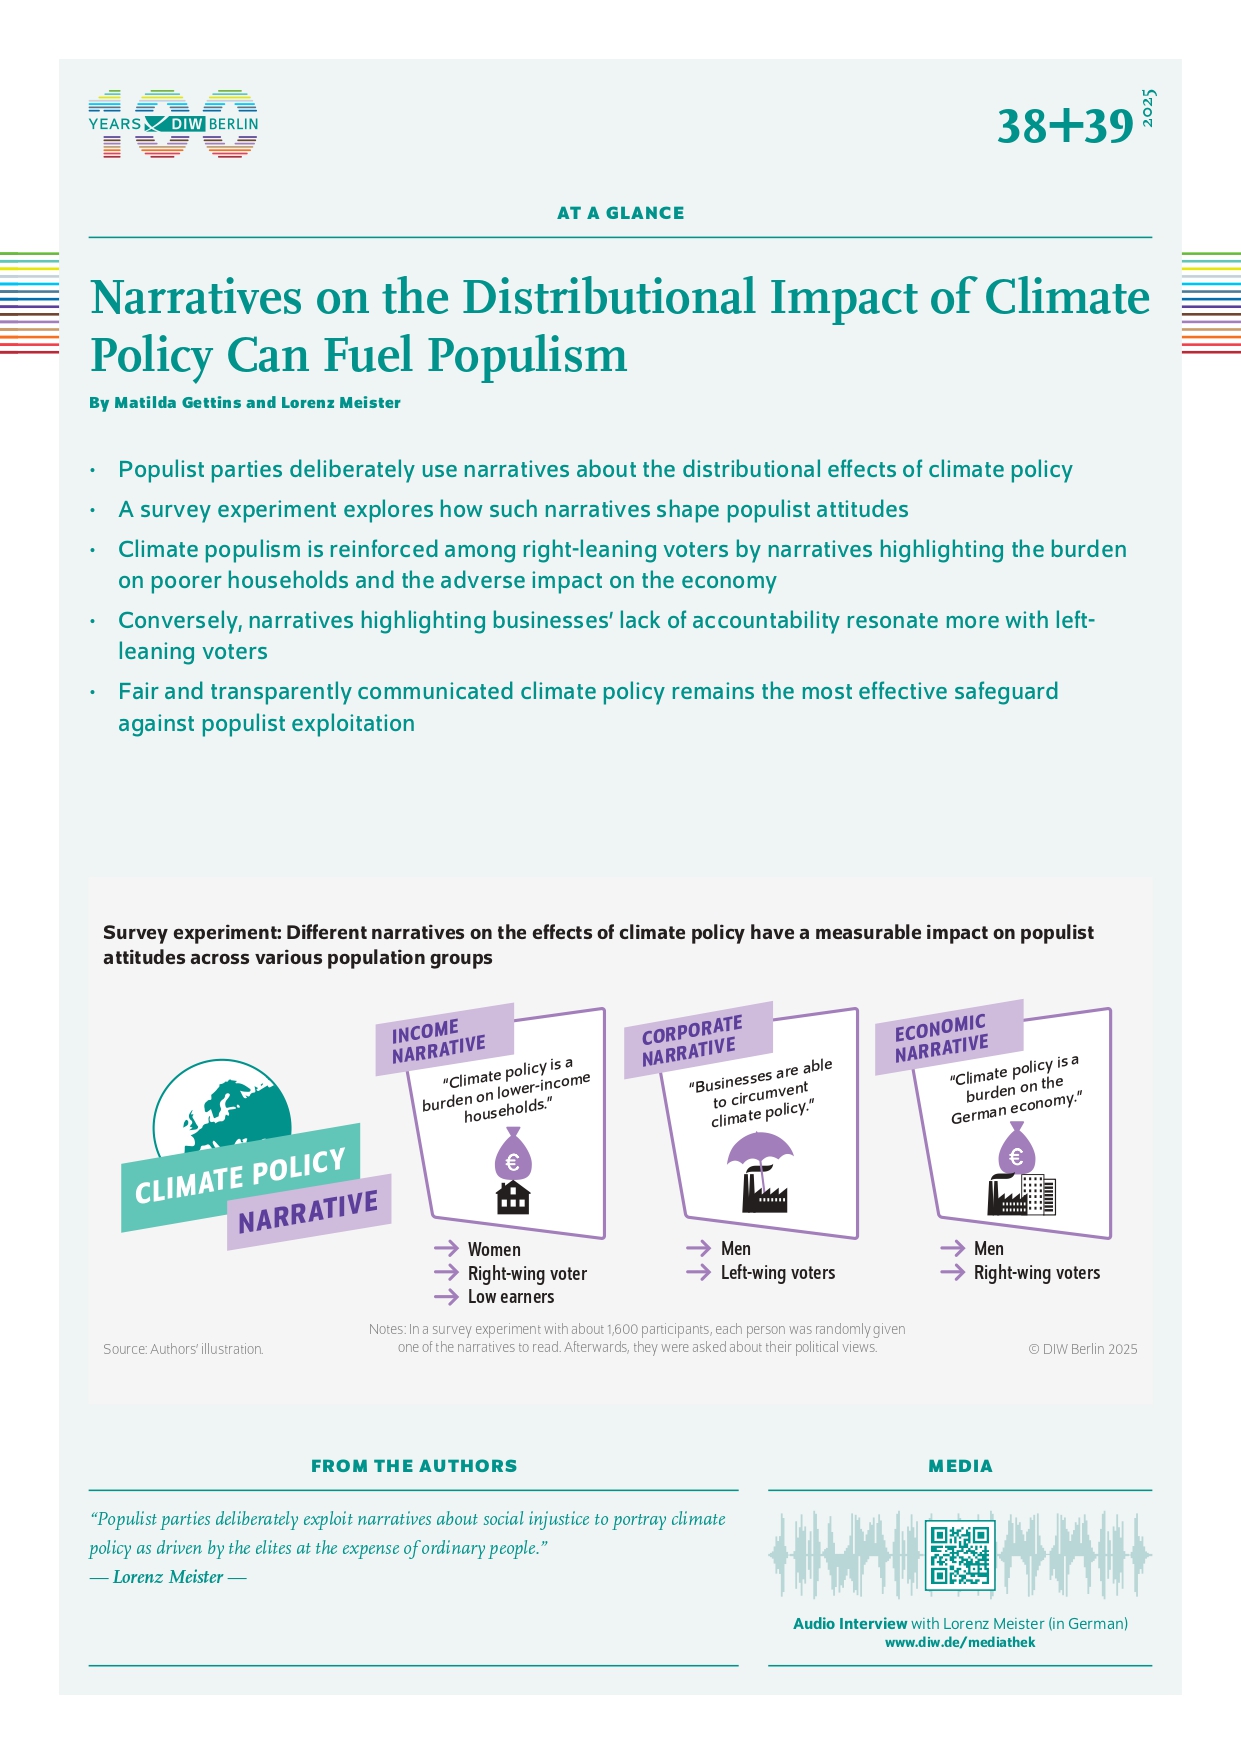 100
YEARS DIW BERLIN
38+39
2025
AT A GLANCE
Narratives on the Distributional Impact of Climate
Policy Can Fuel Populism
By Matilda Gettins and Lorenz Meister
• Populist parties deliberately use narratives about the distributional effects of climate policy
• A survey experiment explores how such narratives shape populist attitudes
• Climate populism is reinforced among right-leaning voters by narratives highlighting the burden
on poorer households and the adverse impact on the economy
• Conversely, narratives highlighting businesses’ lack of accountability resonate more with left-
leaning voters
• Fair and transparently communicated climate policy remains the most effective safeguard
against populist exploitation
Survey experiment: Different narratives on the effects of climate policy have a measurable impact on populist
attitudes across various population groups
CLIMATE POLICY
NARRATIVE
INCOME
NARRATIVE
“Climate policy is a
burden on lower-income
households.”
€
→ Women
→ Right-wing voter
→ Low earners
CORPORATE
NARRATIVE
“Businesses are able
to circumvent
climate policy.”
→ Men
→ Left-wing voters
ECONOMIC
NARRATIVE
“Climate policy is a
burden on the
German economy.”
€
→ Men
→ Right-wing voters
Notes: In a survey experiment with about 1,600 participants, each person was randomly given
one of the narratives to read. Afterwards, they were asked about their political views.
Source: Authors’ illustration.
© DIW Berlin 2025
FROM THE AUTHORS
“Populist parties deliberately exploit narratives about social injustice to portray climate
policy as driven by the elites at the expense of ordinary people.”
— Lorenz Meister —
MEDIA
Audio Interview with Lorenz Meister (in German)
www.diw.de/mediathek